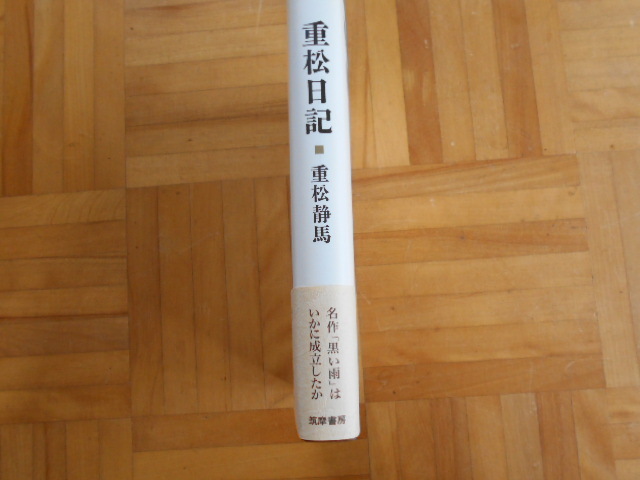 重松日記
重松静馬
名作『黒い雨』は
いかに成立したか
筑摩書房